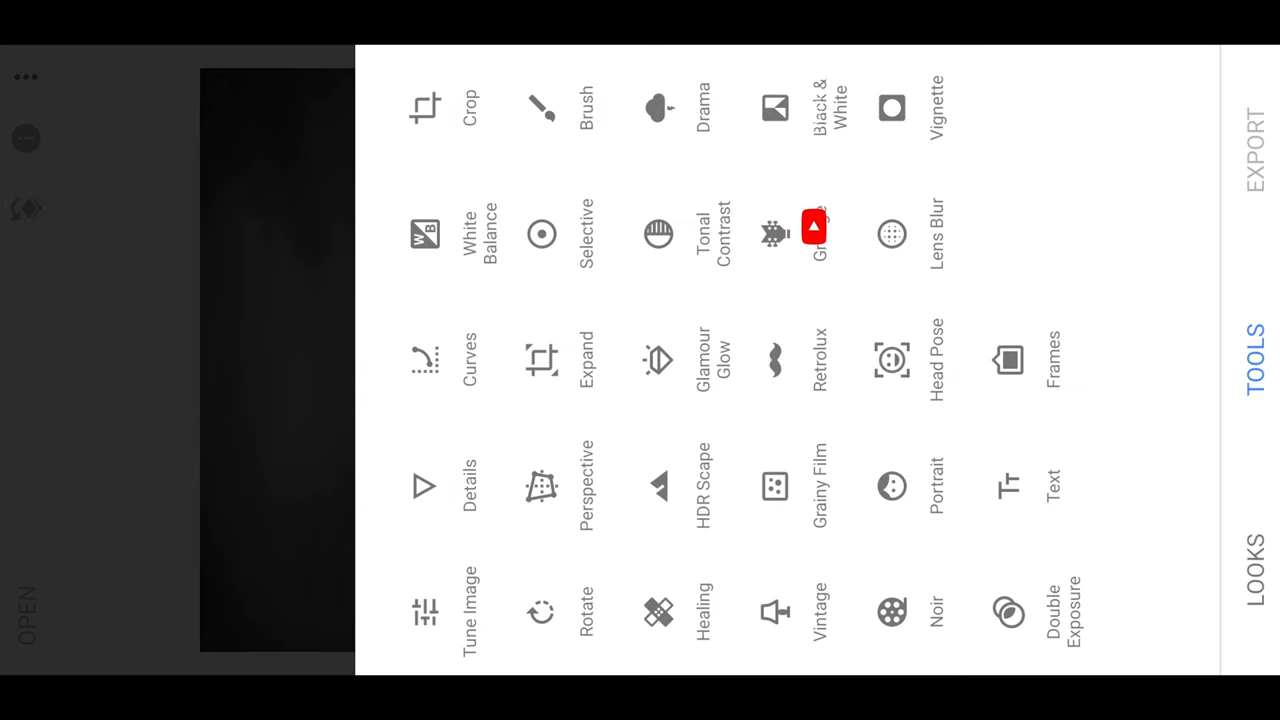 OPEN
Tune Image
Details
Curves
White
Balance
Crop
Rotate
Perspective
Expand
Selective
Brush
Healing
HDR Scape
Glamour
Glow
Tonal
Contrast
Drama
Vintage
Grainy Film
Retrolux
Black &
White
Noir
Portrait
Head Pose
Lens Blur
Vignette
Double
Exposure
Text
Frames
LOOKS
TOOLS
EXPORT